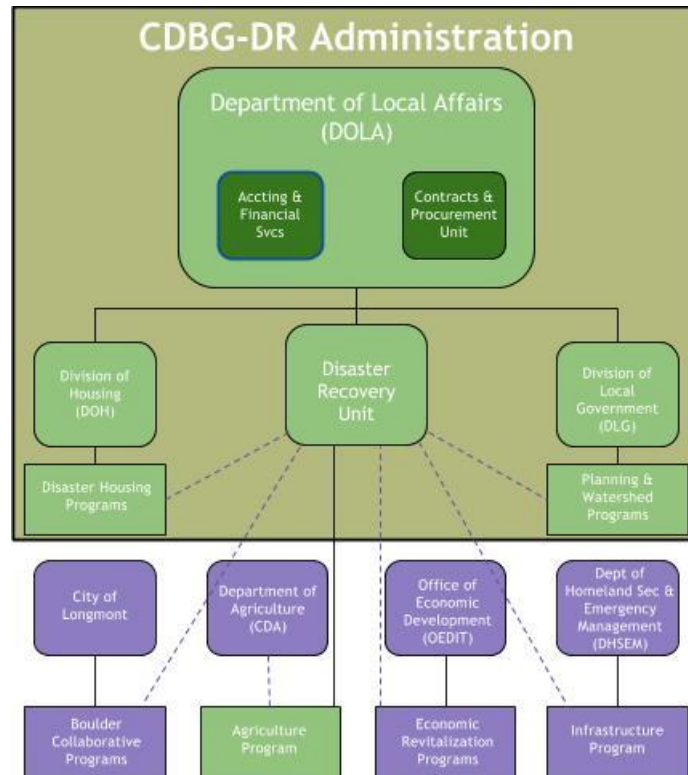 CDBG-DR Administration
Department of Local Affairs
(DOLA)
Accting &
Financial
Svcs
Contracts &
Procurement
Unit
Division of
Housing
(DOH)
Disaster
Recovery
Unit
Division of
Local
Government
(DLG)
Disaster Housing
Programs
Planning &
Watershed
Programs
City of
Longmont
Department of
Agriculture
(CDA)
Office of
Economic
Development
(OEDIT)
Dept of
Homeland Sec &
Emergency
Management
(DHSEM)
Boulder
Collaborative
Programs
Agriculture
Program
Economic
Revitalization
Programs
Infrastructure
Program